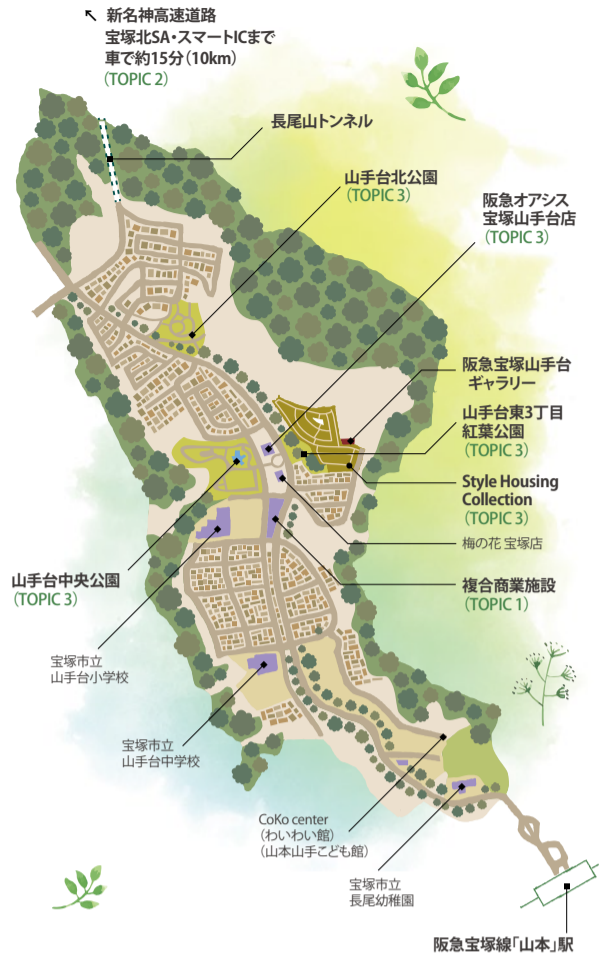 新名神高速道路
宝塚北SA・スマートICまで
車で約15分(10km)
(TOPIC 2)
長尾山トンネル
山手台北公園
(TOPIC 3)
阪急オアシス
宝塚山手台店
(TOPIC 3)
阪急宝塚山手台
ギャラリー
山手台東3丁目
紅葉公園
(TOPIC 3)
Style Housing
Collection
(TOPIC 3)
梅の花 宝塚店
山手台中央公園
(TOPIC 3)
複合商業施設
(TOPIC 1)
宝塚市立
山手台小学校
宝塚市立
山手台中学校
CoKo center
(わいわい館)
(山本山手こども館)
宝塚市立
長尾幼稚園
阪急宝塚線「山本」駅